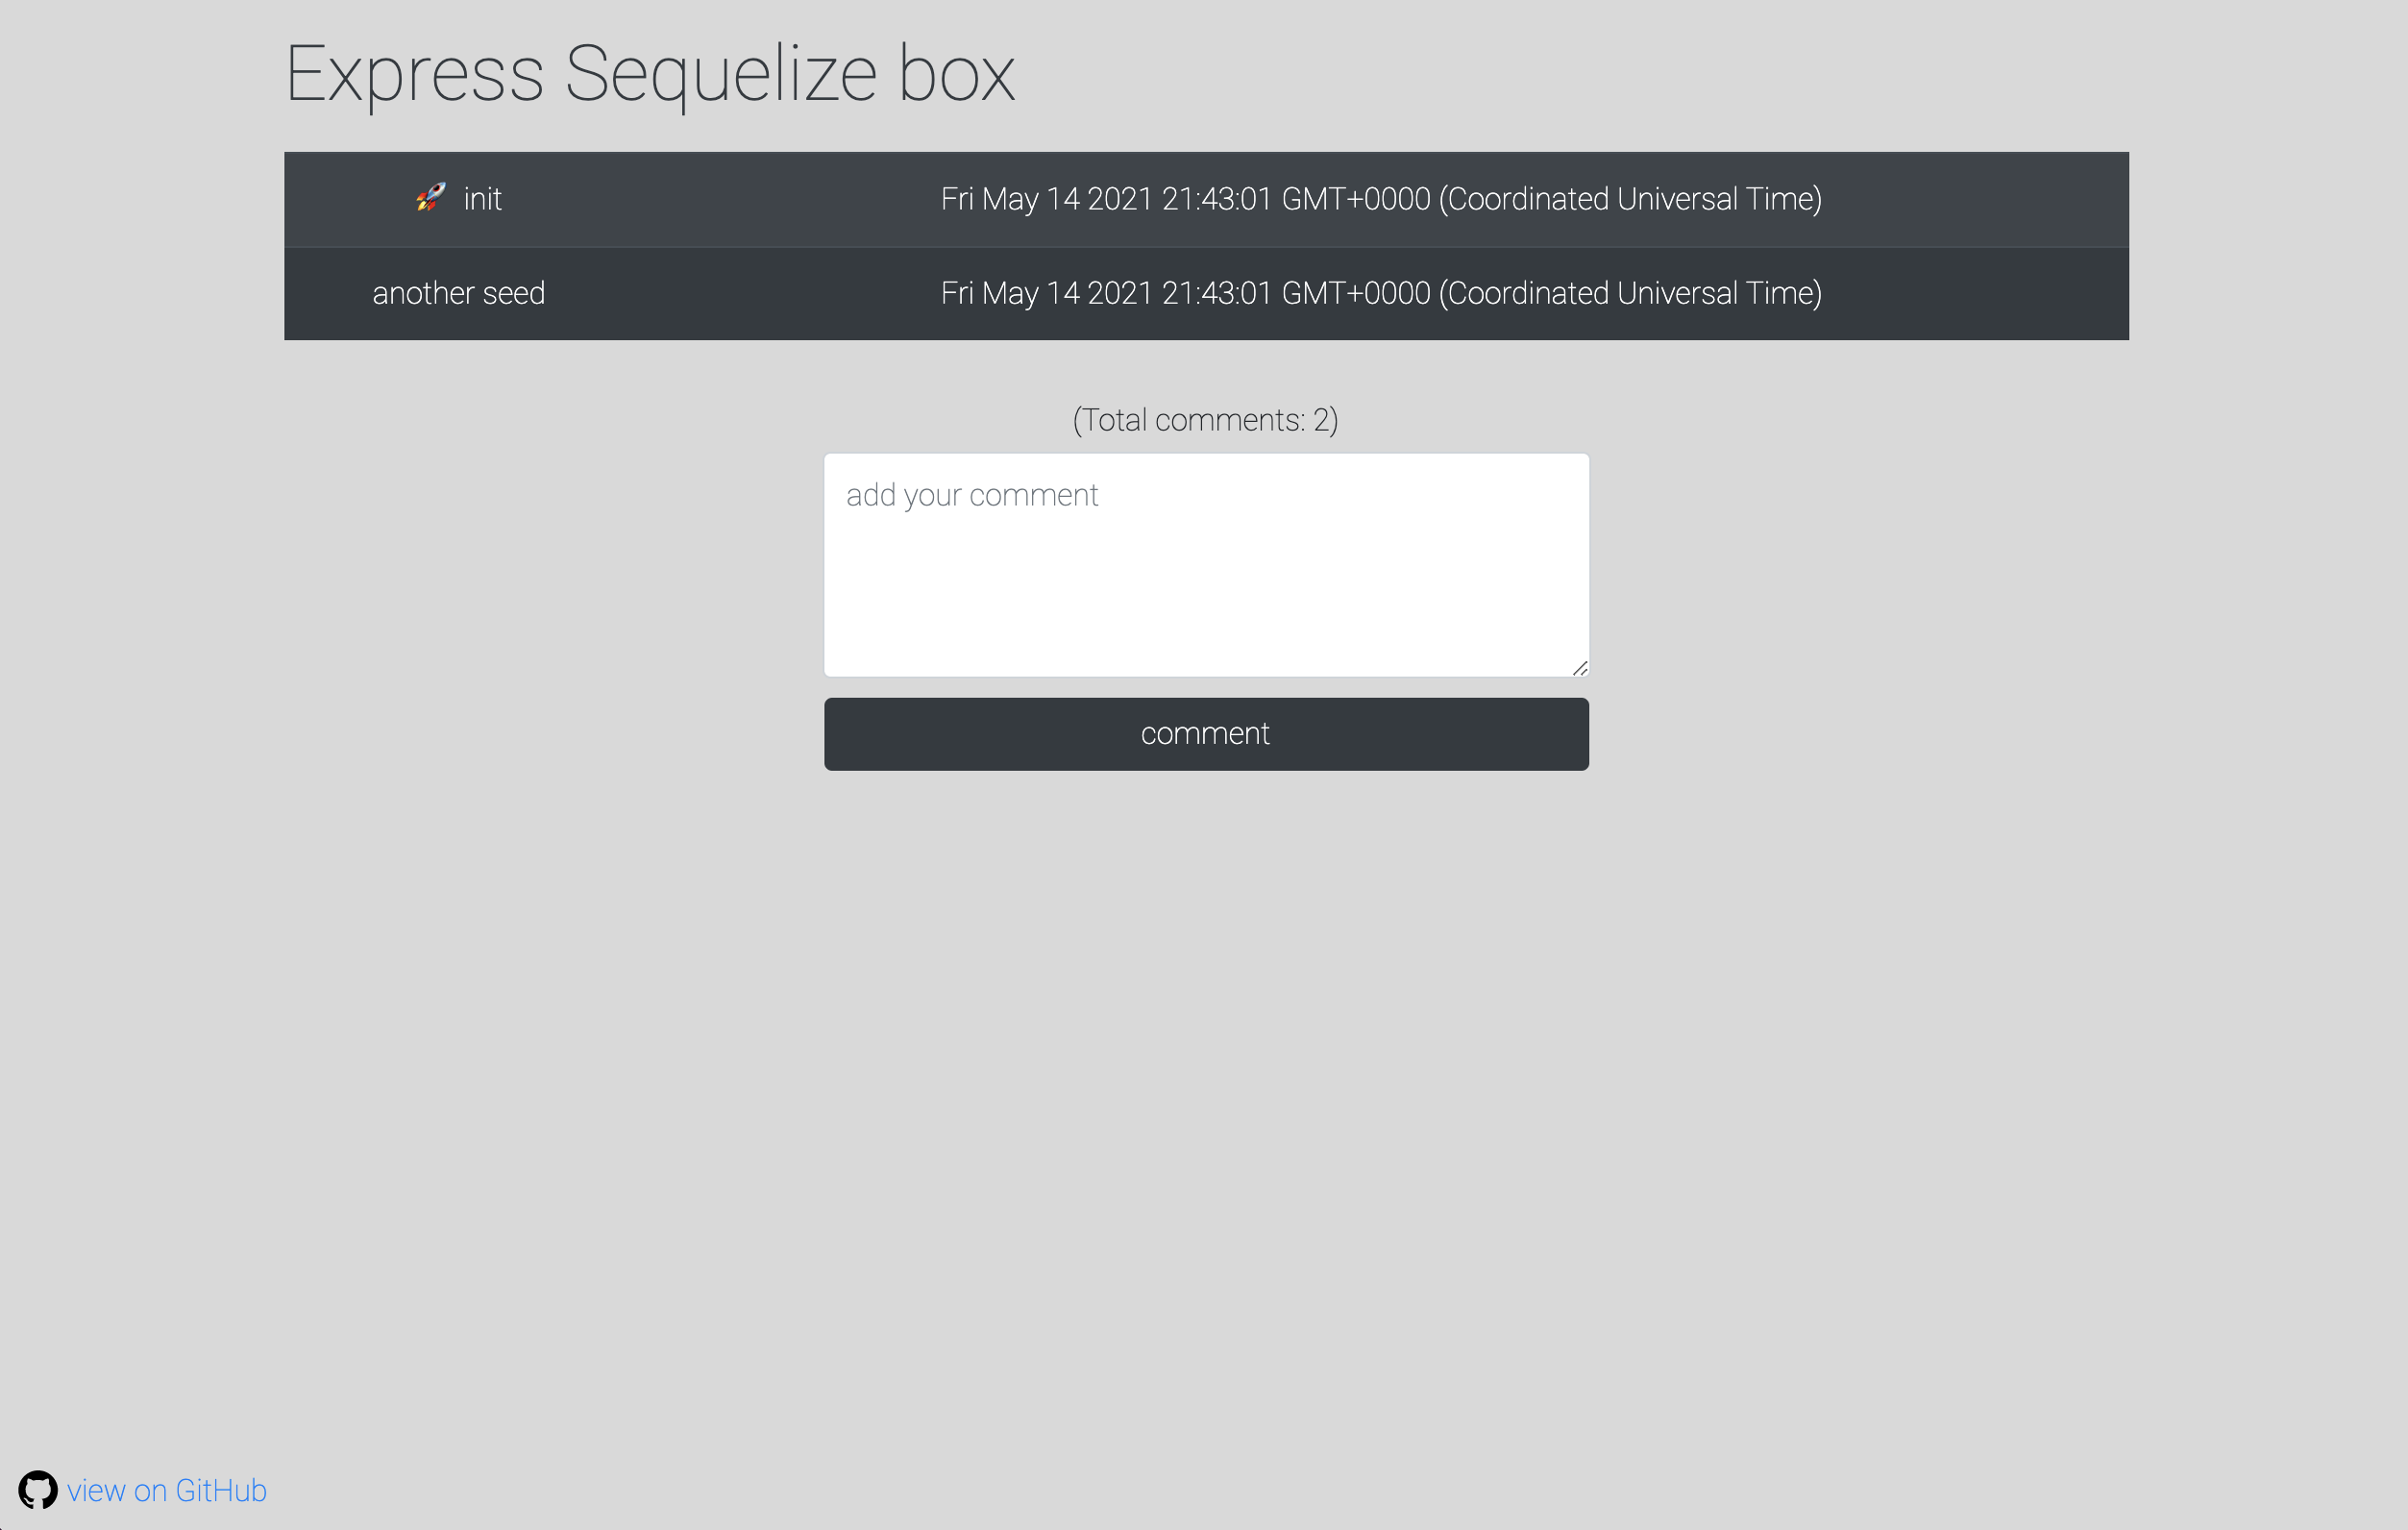 Express Sequelize box
🚀 init Fri May 14 2021 21:43:01 GMT+0000 (Coordinated Universal Time)
another seed Fri May 14 2021 21:43:01 GMT+0000 (Coordinated Universal Time)
(Total comments: 2)
add your comment
comment
view on GitHub